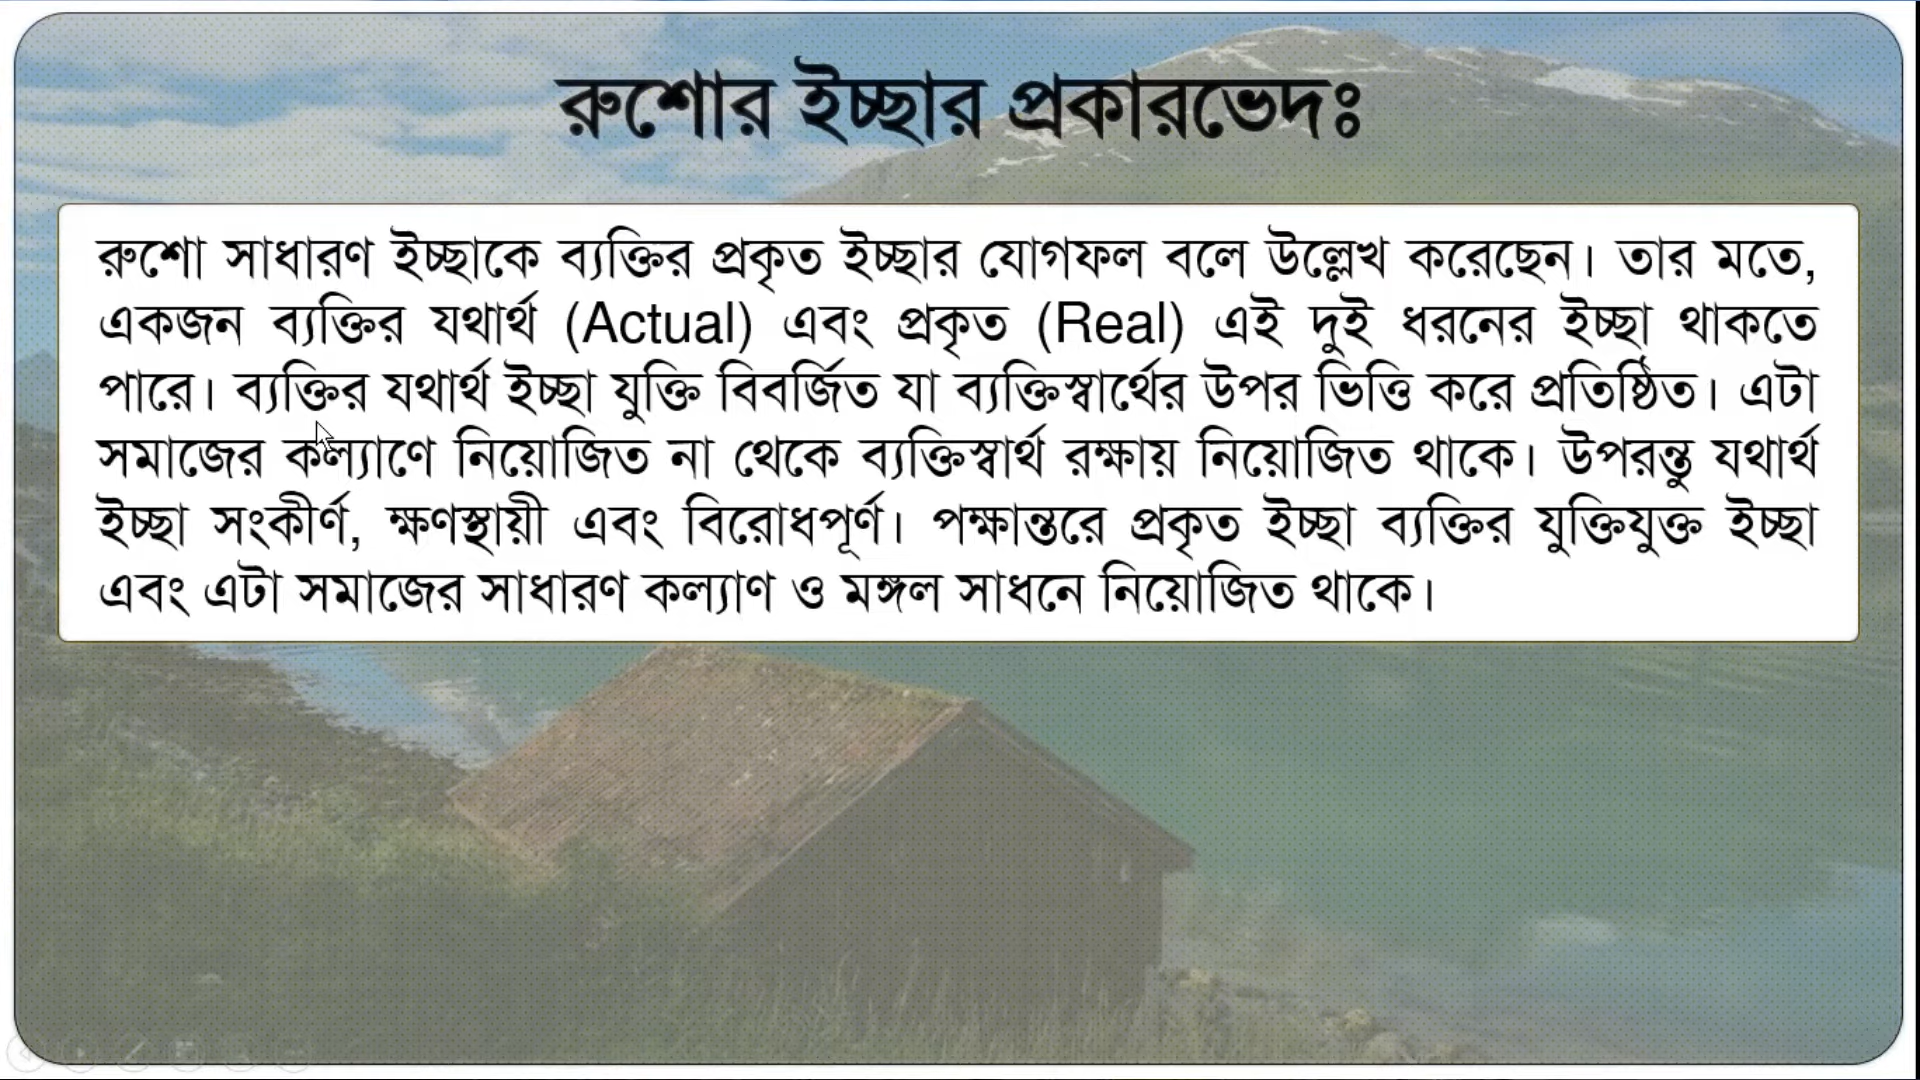 রুশোর ইচ্ছার প্রকারভেদঃ
রুশো সাধারণ ইচ্ছাকে ব্যক্তির প্রকৃত ইচ্ছার যোগফল বলে উল্লেখ করেছেন। তার মতে,
একজন ব্যক্তির যথার্থ (Actual) এবং প্রকৃত (Real) এই দুই ধরনের ইচ্ছা থাকতে
পারে। ব্যক্তির যথার্থ ইচ্ছা যুক্তি বিবর্জিত যা ব্যক্তিস্বার্থের উপর ভিত্তি করে প্রতিষ্ঠিত। এটা
সমাজের কল্যাণে নিয়োজিত না থেকে ব্যক্তিস্বার্থ রক্ষায় নিয়োজিত থাকে। উপরন্তু যথার্থ
ইচ্ছা সংকীর্ণ, ক্ষণস্থায়ী এবং বিরোধপূর্ণ। পক্ষান্তরে প্রকৃত ইচ্ছা ব্যক্তির যুক্তিযুক্ত ইচ্ছা
এবং এটা সমাজের সাধারণ কল্যাণ ও মঙ্গল সাধনে নিয়োজিত থাকে।